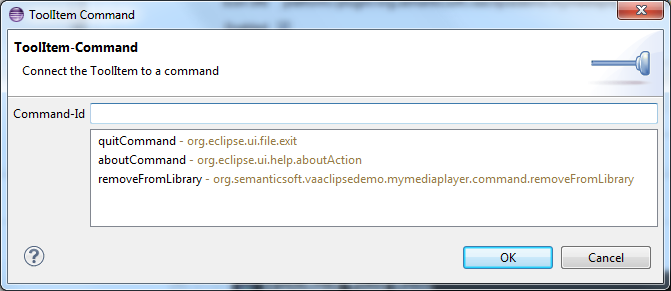 ToolItem Command
ToolItem-Command
Connect the ToolItem to a command
Command-Id
quitCommand - org.eclipse.ui.file.exit
aboutCommand - org.eclipse.ui.help.aboutAction
removeFromLibrary - org.semanticsoft.vaaclipsedemo.mymediaplayer.command.removeFromLibrary
?
OK Cancel